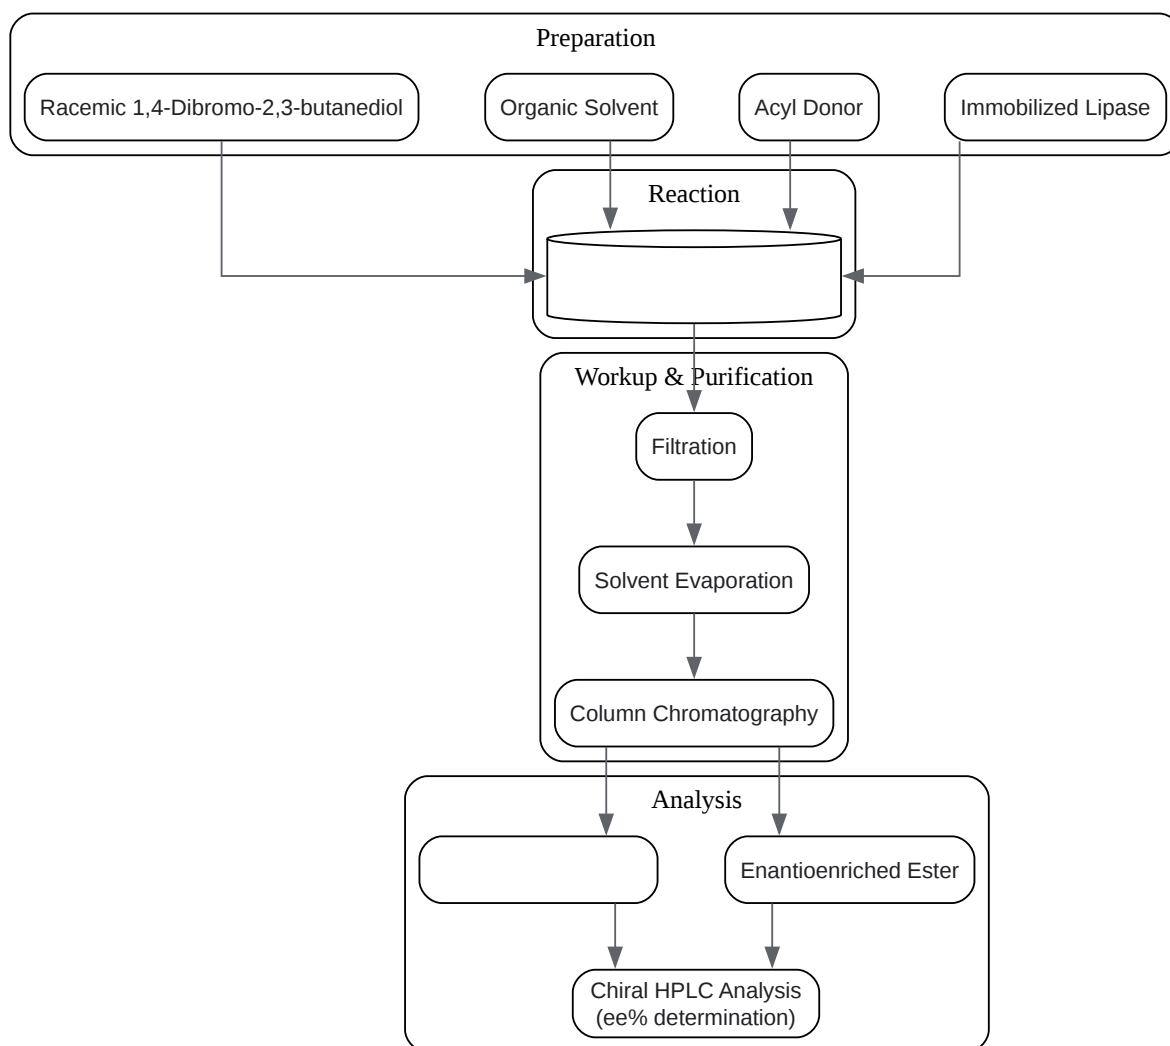 Preparation
Racemic 1,4-Dibromo-2,3-butanediol
Organic Solvent
Acyl Donor
Immobilized Lipase
Reaction
Workup & Purification
Filtration
Solvent Evaporation
Column Chromatography
Analysis
Enantioenriched Ester
Chiral HPLC Analysis
(ee% determination)